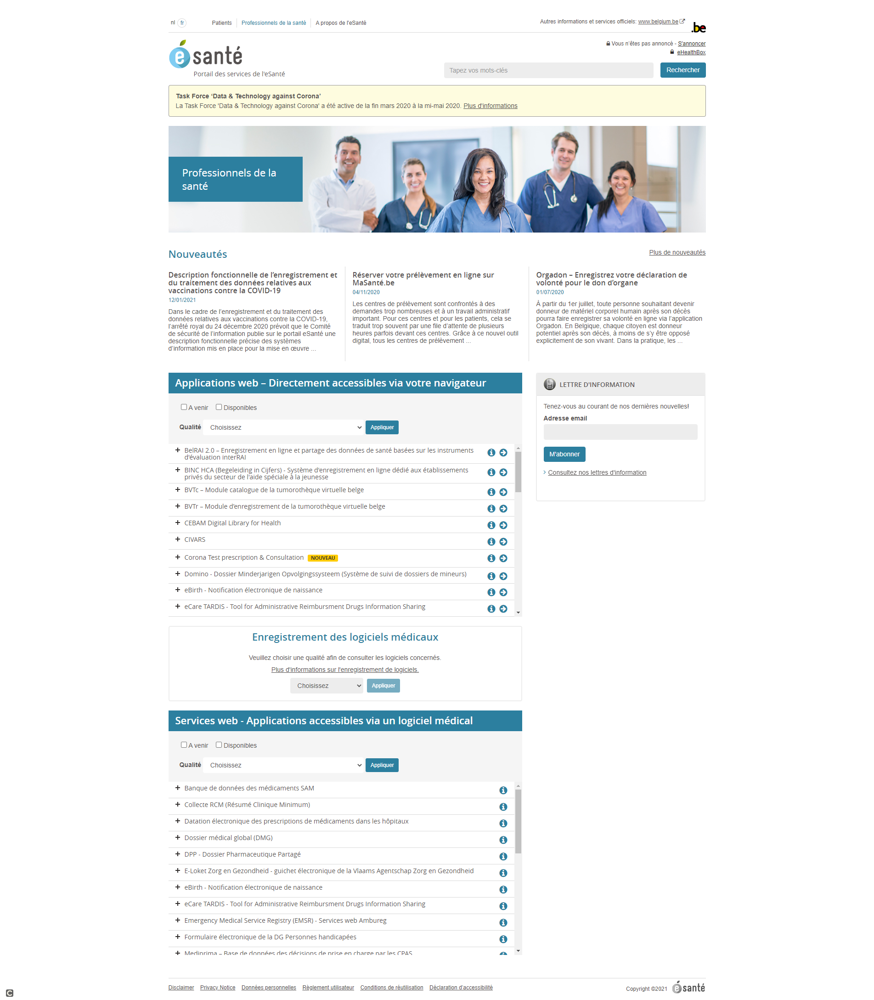 nl fr Patients Professionnels de la santé A propos de l'eSanté
Autres informations et services officiels: www.belgium.be
.be
Vous n’êtes pas annoncé - S'annoncer
eHealthBox
é santé
Portail des services de l'eSanté
Tapez vos mots-clés Rechercher
Task Force ‘Data & Technology against Corona’
La Task Force 'Data & Technology against Corona' a été active de la fin mars 2020 à la mi-mai 2020. Plus d'informations
Professionnels de la
santé
Nouveautés
Plus de nouveautés
Description fonctionnelle de l’enregistrement et
du traitement des données relatives aux
vaccinations contre la COVID-19
12/01/2021
Dans le cadre de l’enregistrement et du traitement des
données relatives aux vaccinations contre la COVID-19,
l’arrêté royal du 24 décembre 2020 prévoit que le Comité
de sécurité de l’information publie sur le portail eSanté une
description fonctionnelle précise des systèmes
d’information mis en place pour la mise en œuvre ...
Réserver votre prélèvement en ligne sur
MaSanté.be
04/11/2020
Les centres de prélèvement sont confrontés à des
demandes trop nombreuses et à un travail administratif
important. Pour ces centres et pour les patients, cela se
traduit trop souvent par une file d’attente de plusieurs
heures parfois devant ces centres. Grâce à ce nouvel outil
digital, tous les centres de prélèvement ...
Orgadon – Enregistrez votre déclaration de
volonté pour le don d’organe
01/07/2020
À partir du 1er juillet, toute personne souhaitant devenir
donneur de matériel corporel humain après son décès
pourra faire enregistrer sa volonté en ligne via l’application
Orgadon. En Belgique, chaque citoyen est donneur
potentiel après son décès, à moins de s’y être opposé
explicitement de son vivant. Dans la pratique, les ...
Applications web – Directement accessibles via votre navigateur
A venir Disponibles
Qualité Choisissez Appliquer
BelRAI 2.0 – Enregistrement en ligne et partage des données de santé basées sur les instruments
d'évaluation interRAI
BINC HCA (Begeleiding in Cijfers) - Système d'enregistrement en ligne dédié aux établissements
privés du secteur de l'aide spéciale à la jeunesse
BVTc – Module catalogue de la tumorothèque virtuelle belge
BVTr – Module d’enregistrement de la tumorothèque virtuelle belge
CEBAM Digital Library for Health
CIVARS
Corona Test prescription & Consultation NOUVEAU
Domino - Dossier Minderjarigen Opvolgingssysteem (Système de suivi de dossiers de mineurs)
eBirth - Notification électronique de naissance
eCare TARDIS - Tool for Administrative Reimbursment Drugs Information Sharing
LETTRE D'INFORMATION
Tenez-vous au courant de nos dernières nouvelles!
Adresse email
M'abonner
Consultez nos lettres d'information
Enregistrement des logiciels médicaux
Veuillez choisir une qualité afin de consulter les logiciels concernés.
Plus d'informations sur l'enregistrement de logiciels.
Choisissez Appliquer
Services web - Applications accessibles via un logiciel médical
A venir Disponibles
Qualité Choisissez Appliquer
Banque de données des médicaments SAM
Collecte RCM (Résumé Clinique Minimum)
Datation électronique des prescriptions de médicaments dans les hôpitaux
Dossier médical global (DMG)
DPP - Dossier Pharmaceutique Partagé
E-Loket Zorg en Gezondheid - guichet électronique de la Vlaams Agentschap Zorg en Gezondheid
eBirth - Notification électronique de naissance
eCare TARDIS - Tool for Administrative Reimbursment Drugs Information Sharing
Emergency Medical Service Registry (EMSR) - Services web Ambureg
Formulaire électronique de la DG Personnes handicapées
Mediprima – Base de données des décisions de prise en charge par les CPAS
Disclaimer Privacy Notice Données personnelles Règlement utilisateur Conditions de réutilisation Déclaration d'accessibilité
Copyright ©2021 é santé